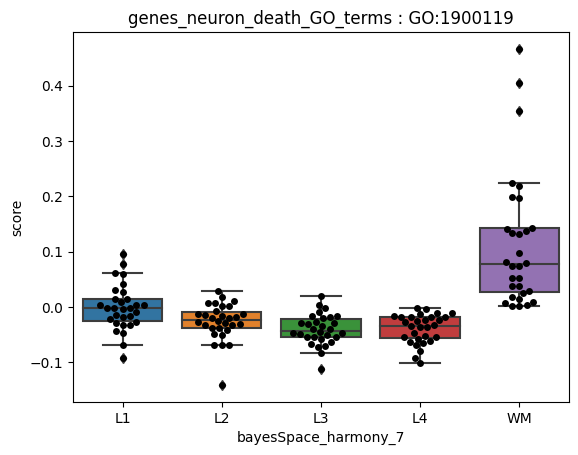 genes_neuron_death_GO_terms : GO:1900119
0.4
0.3
0.2
0.1
0.0
−0.1
score
L1 L2 L3 L4 WM
bayesSpace_harmony_7